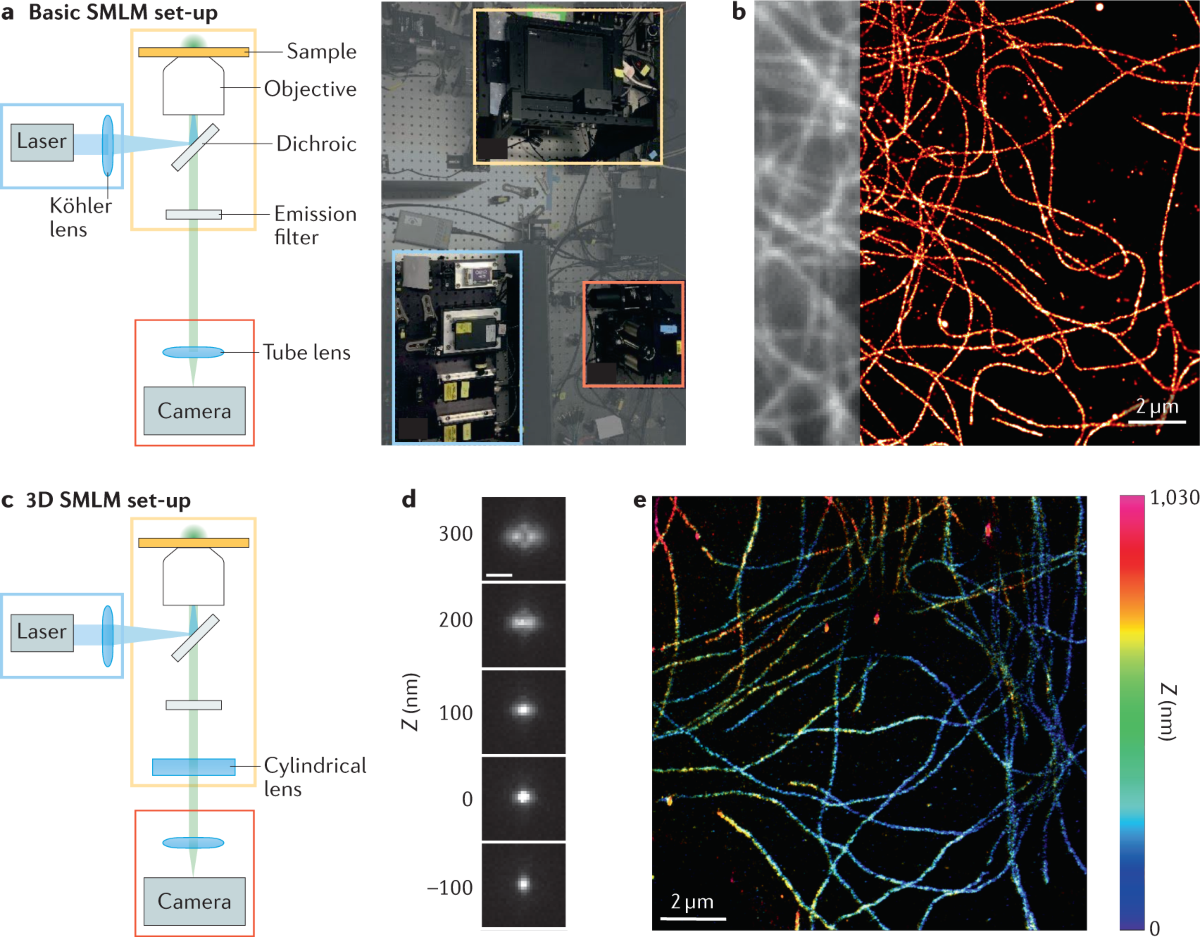 a Basic SMLM set-up
Sample
Objective
Laser
Dichroic
Köhler
lens
Emission
filter
Tube lens
Camera
b
2 µm
c 3D SMLM set-up
Laser
Cylindrical
lens
Camera
d
Z (nm)
300
200
100
0
−100
e
2 µm
1,030
Z (nm)
0